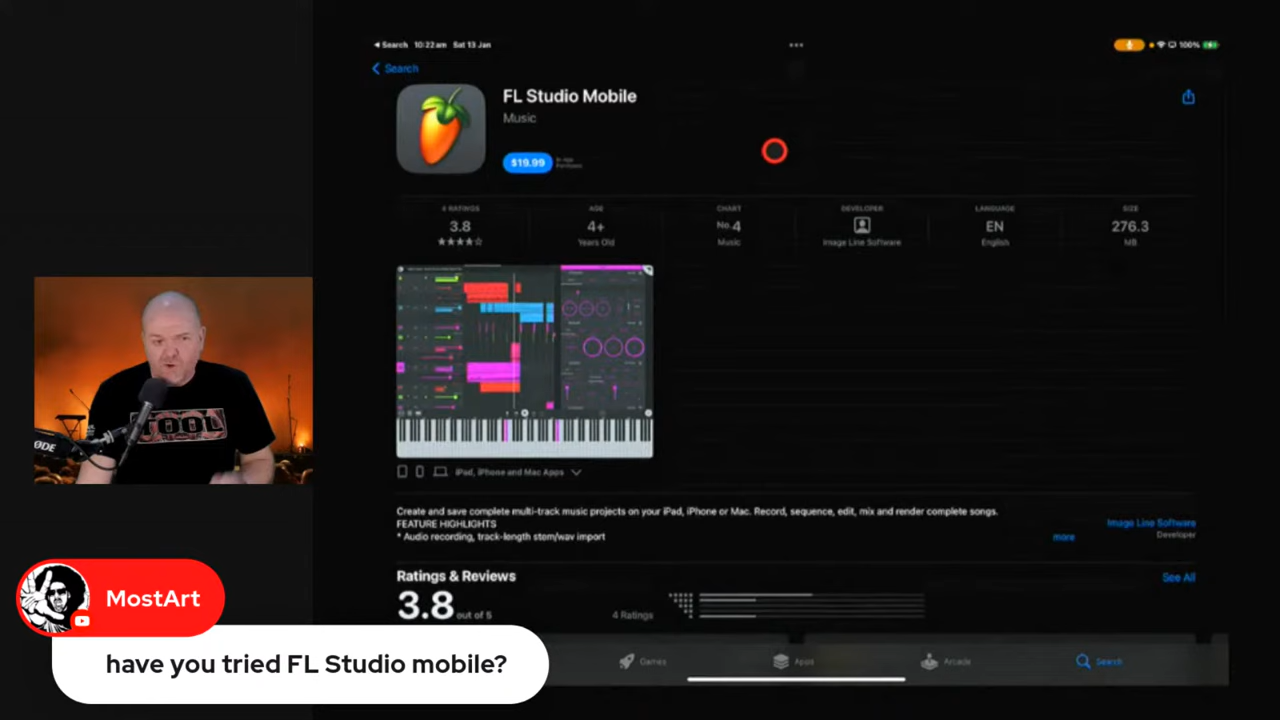 Search 10:22am Sat 13 Jan
100%
Search
FL Studio Mobile
Music
$19.99
In-App
Purchases
4 RATINGS
3.8
AGE
4+
Years Old
CHART
No.4
Music
DEVELOPER
Image Line Software
LANGUAGE
EN
English
SIZE
276.3
MB
iPad, iPhone and Mac Apps
Create and save complete multi-track music projects on your iPad, iPhone or Mac. Record, sequence, edit, mix and render complete songs.
FEATURE HIGHLIGHTS
* Audio recording, track-length stem/wav import
more
Image Line Software
Developer
Ratings & Reviews
See All
3.8 out of 5
4 Ratings
Games
Apps
Arcade
Search
TOOL
RØDE
MostArt
have you tried FL Studio mobile?